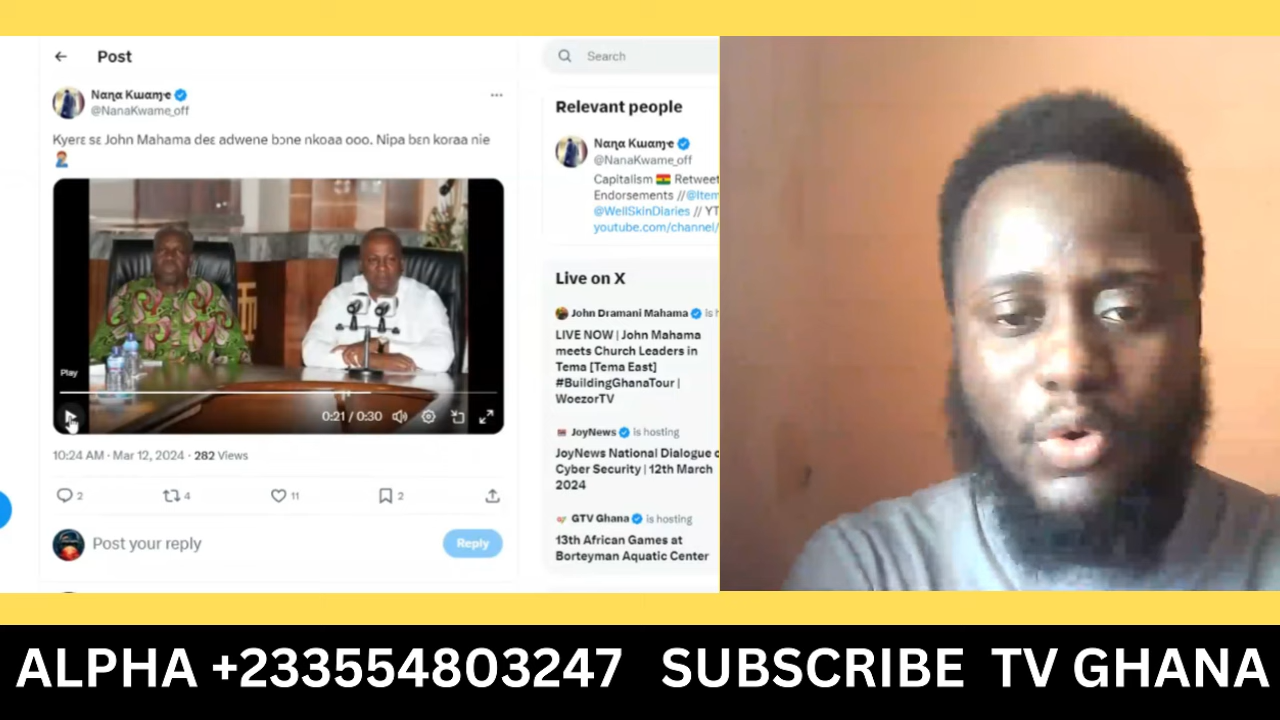 Post
Nana Kwame
@NanaKwame_off
Kyerɛ sɛ John Mahama deɛ adwene bɔne nkoaa ooo. Nipa bɛn koraa nie
Play
0:21 / 0:30
10:24 AM · Mar 12, 2024 · 282 Views
2
4
11
2
Post your reply
Reply
Search
Relevant people
Nana Kwame
@NanaKwame_off
Capitalism 🇬🇭 Retweet
Endorsements //@Item
@WellSkinDiaries // YT
youtube.com/channel/
Live on X
John Dramani Mahama is h
LIVE NOW | John Mahama
meets Church Leaders in
Tema [Tema East]
#BuildingGhanaTour |
WoezorTV
JoyNews is hosting
JoyNews National Dialogue o
Cyber Security | 12th March
2024
GTV Ghana is hosting
13th African Games at
Borteyman Aquatic Center
ALPHA +233554803247 SUBSCRIBE TV GHANA